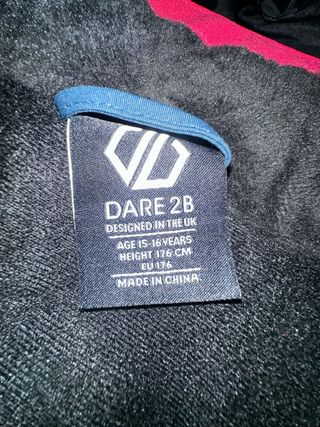 DARE 2B
DESIGNED IN THE UK
AGE 15-16 YEARS
HEIGHT 176 CM
EU 176
MADE IN CHINA